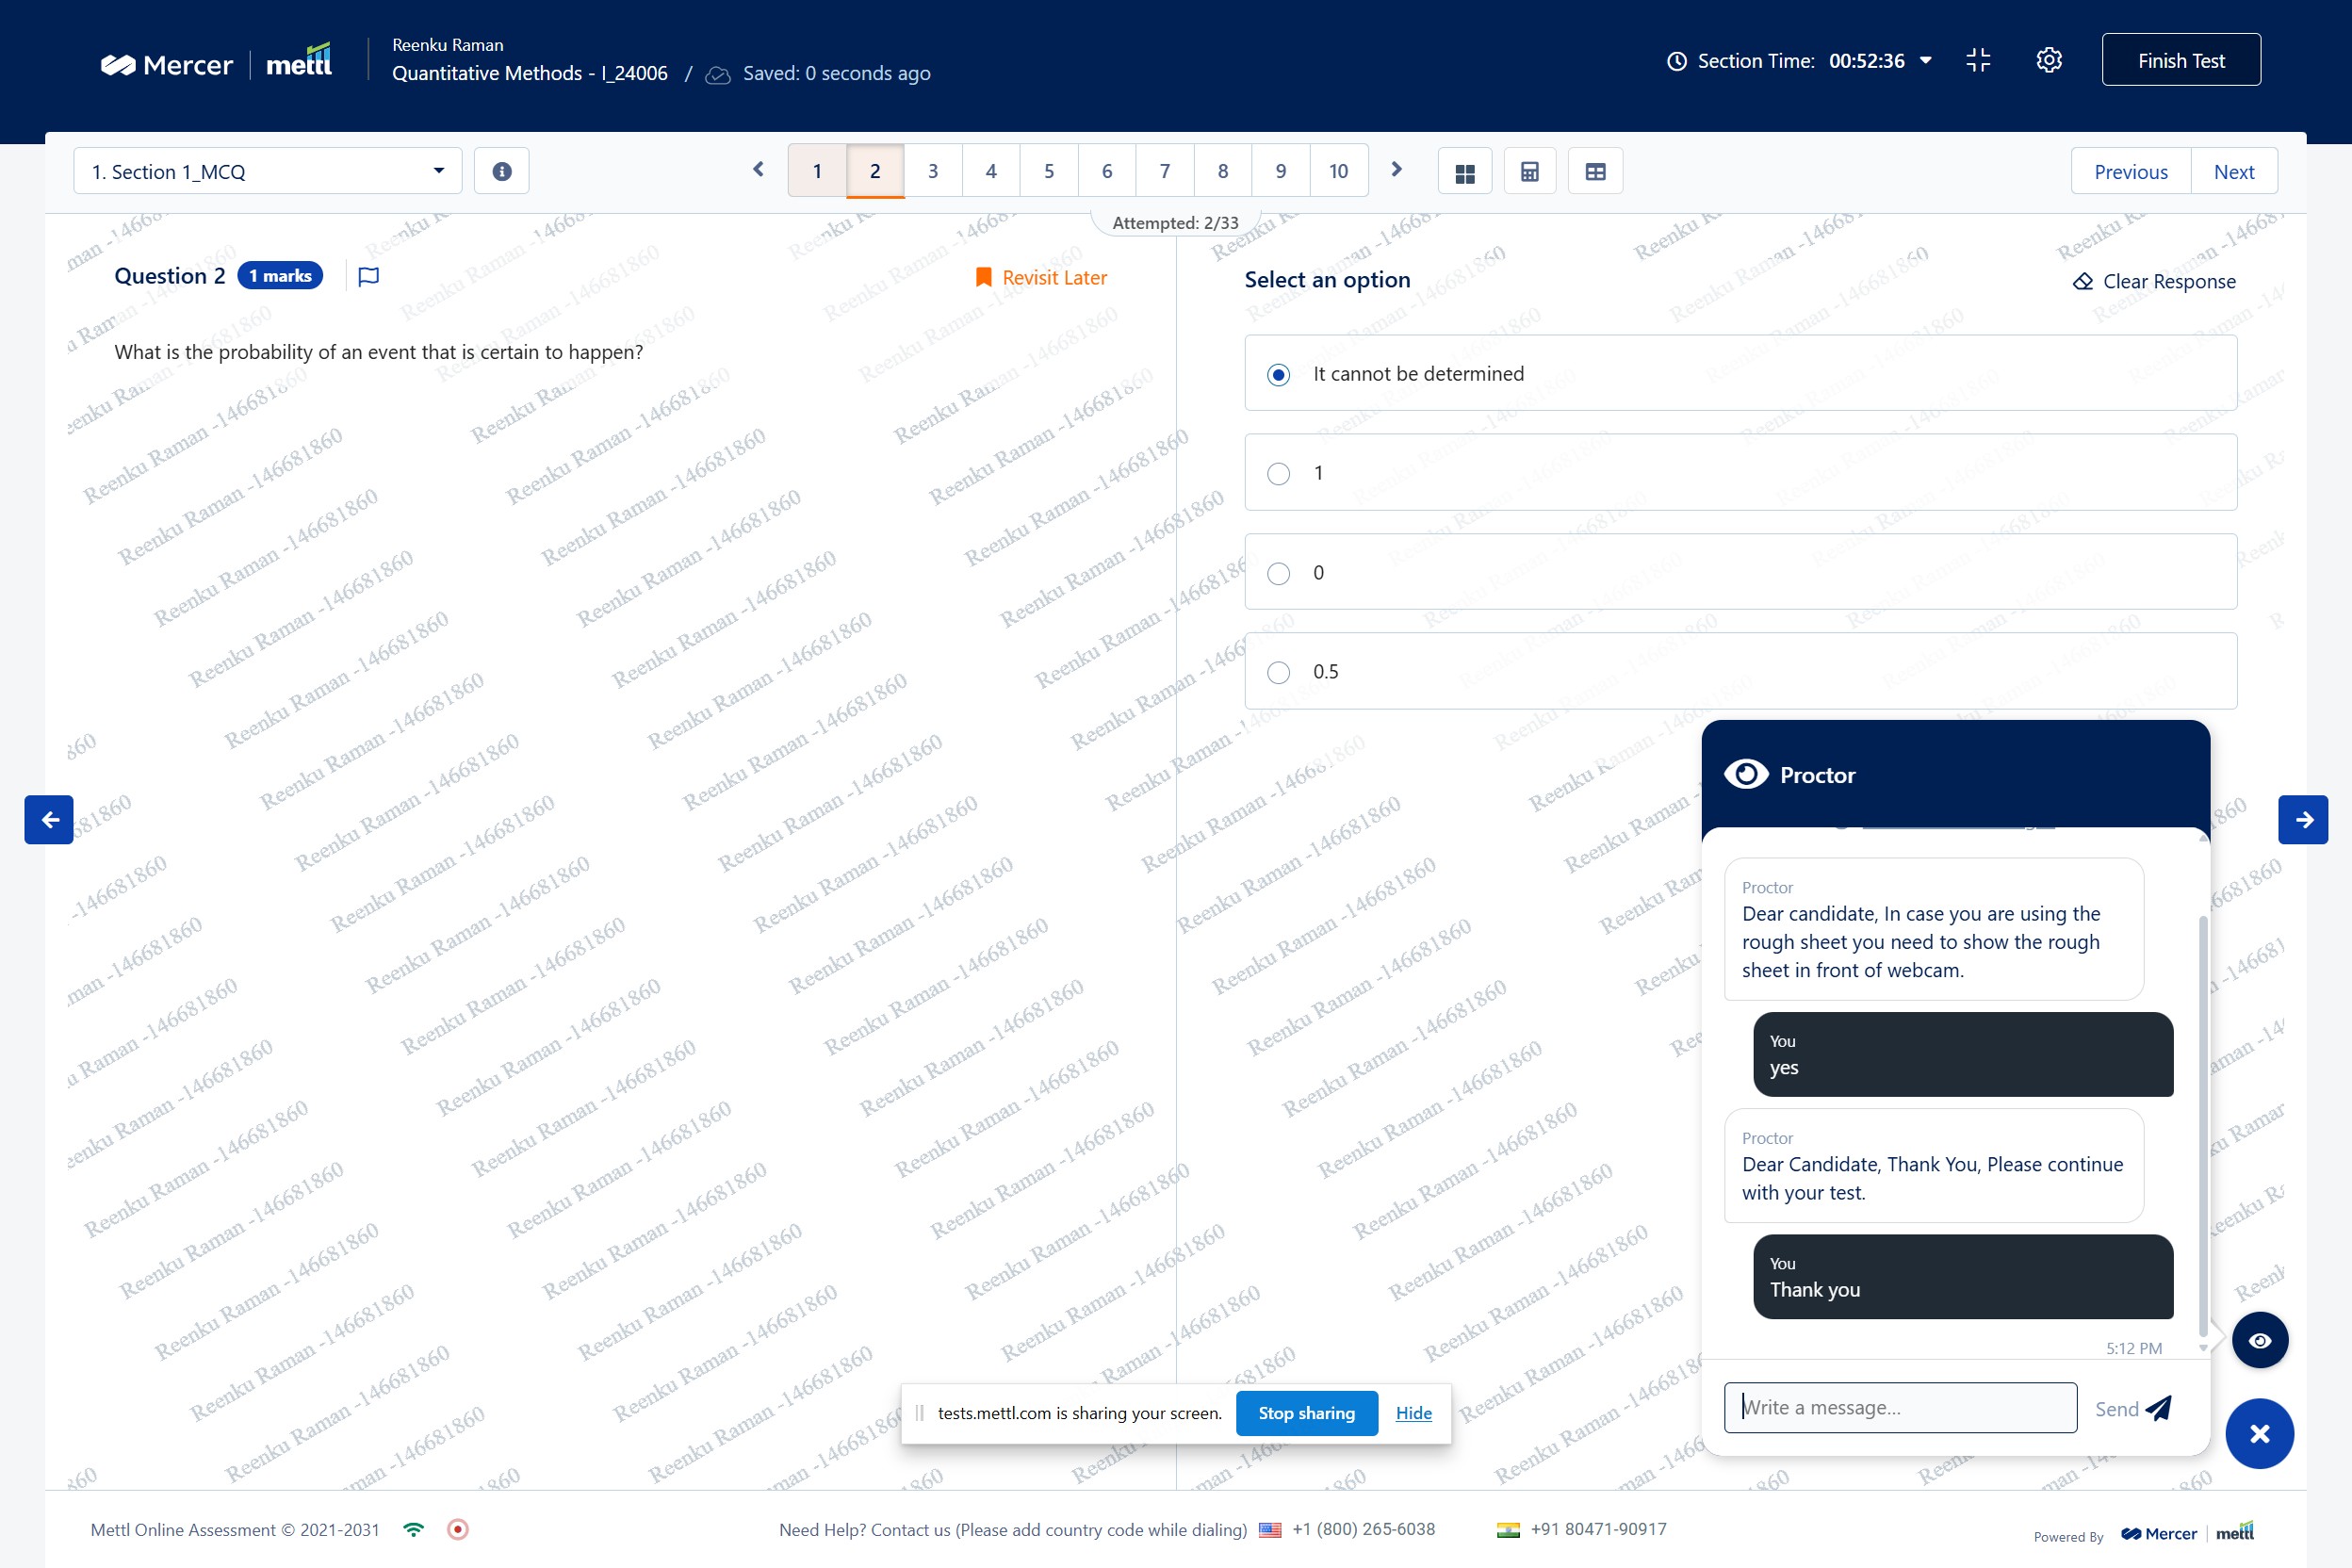 Mercer
mettl
Reenku Raman
Quantitative Methods - I_24006 / Saved: 0 seconds ago
Section Time: 00:52:36
Finish Test
1. Section 1_MCQ
1 2 3 4 5 6 7 8 9 10
Previous
Next
Attempted: 2/33
Question 2
1 marks
Revisit Later
What is the probability of an event that is certain to happen?
Select an option
Clear Response
It cannot be determined
1
0
0.5
Proctor
Proctor
Dear candidate, In case you are using the
rough sheet you need to show the rough
sheet in front of webcam.
You
yes
Proctor
Dear Candidate, Thank You, Please continue
with your test.
You
Thank you
5:12 PM
Write a message...
Send
tests.mettl.com is sharing your screen.
Stop sharing
Hide
Reenku Raman -146681860
Mettl Online Assessment © 2021-2031
Need Help? Contact us (Please add country code while dialing)
+1 (800) 265-6038
+91 80471-90917
Powered By
Mercer
mettl